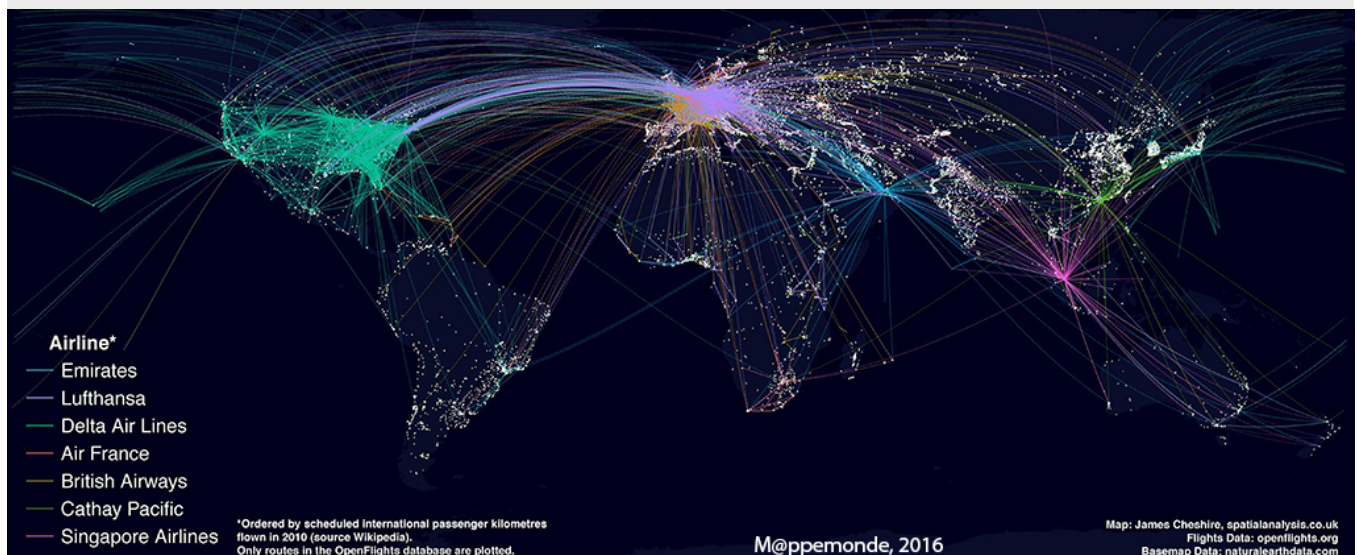 Airline*
Emirates
Lufthansa
Delta Air Lines
Air France
British Airways
Cathay Pacific
Singapore Airlines
*Ordered by scheduled international passenger kilometres
flown in 2010 (source Wikipedia).
Only routes in the OpenFlights database are plotted.
M@ppemonde, 2016
Map: James Cheshire, spatialanalysis.co.uk
Flights Data: openflights.org
Basemap Data: naturalearthdata.com